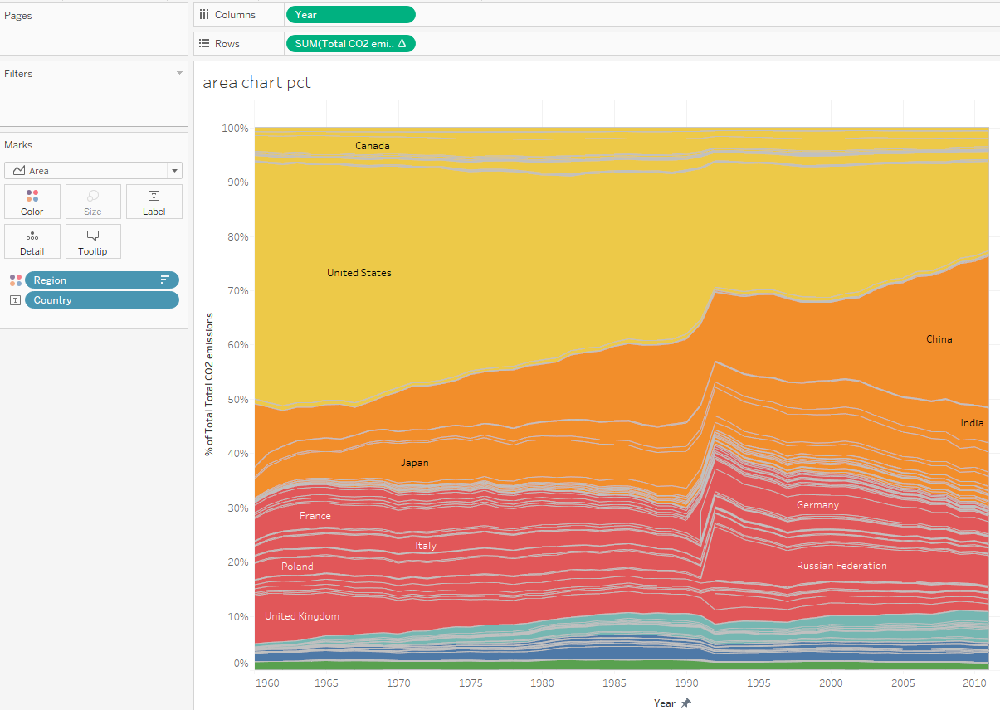 Pages
Columns
Year
Rows
SUM(Total CO2 emi..
Filters
area chart pct
Marks
Area
Color
Size
Label
Detail
Tooltip
Region
Country
% of Total Total CO2 emissions
100%
90%
80%
70%
60%
50%
40%
30%
20%
10%
0%
Canada
United States
China
India
Japan
France
Germany
Italy
Poland
Russian Federation
United Kingdom
1960
1965
1970
1975
1980
1985
1990
1995
2000
2005
2010
Year